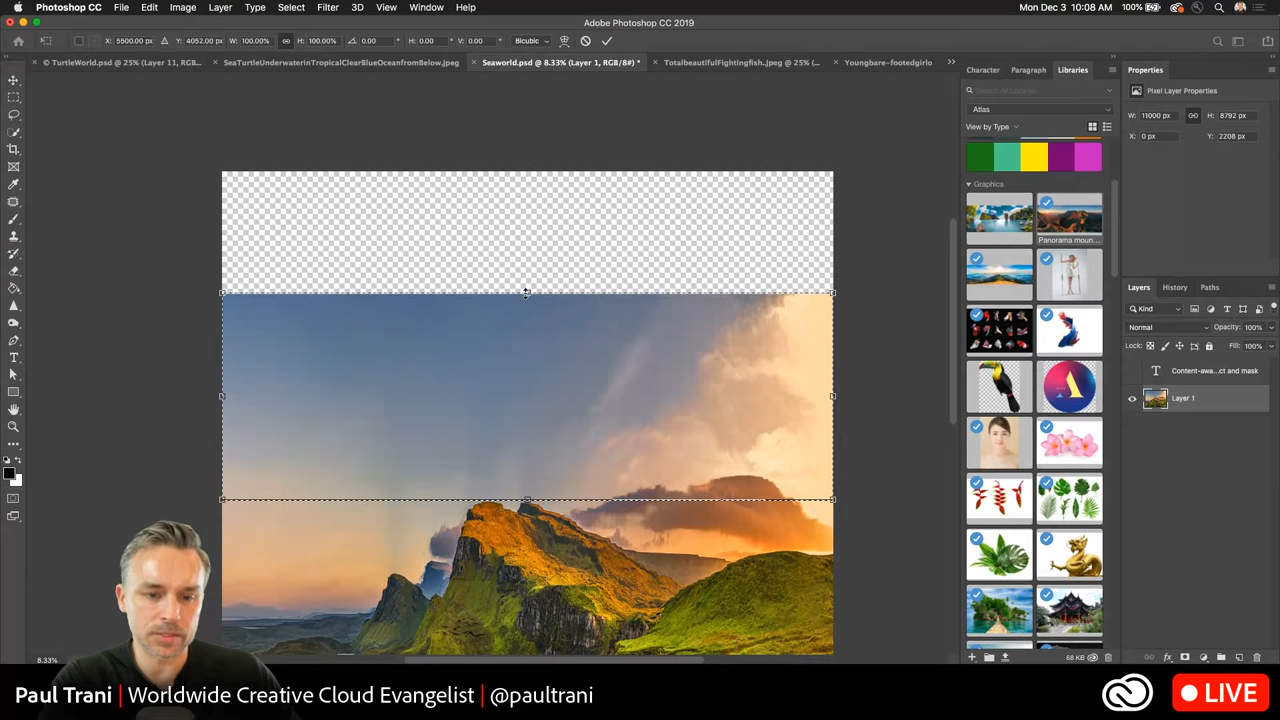 Photoshop CC File Edit Image Layer Type Select Filter 3D View Window Help
100% Mon Dec 3 10:08 AM
Adobe Photoshop CC 2019
X: 5500.00 px Y: 4052.00 px W: 100.00% H: 100.00% 0.00 ° H: 0.00 ° V: 0.00 ° Bicubic
© TurtleWorld.psd @ 25% (Layer 11, RGB... SeaTurtleUnderwaterinTropicalClearBlueOceanfromBelow.jpeg Seaworld.psd @ 8.33% (Layer 1, RGB/8#) * TotalbeautifulFightingfish..jpeg @ 25% (... Youngbare-footedgirlo
Character Paragraph Libraries
Atlas
View by Type
Graphics
Panorama moun...
68 KB
Properties
Pixel Layer Properties
W: 11000 px H: 8792 px
X: 0 px Y: 2208 px
Layers History Paths
Kind
Normal Opacity: 100%
Lock: Fill: 100%
T Content-awa...ct and mask
Layer 1
8.33%
Paul Trani | Worldwide Creative Cloud Evangelist | @paultrani
LIVE